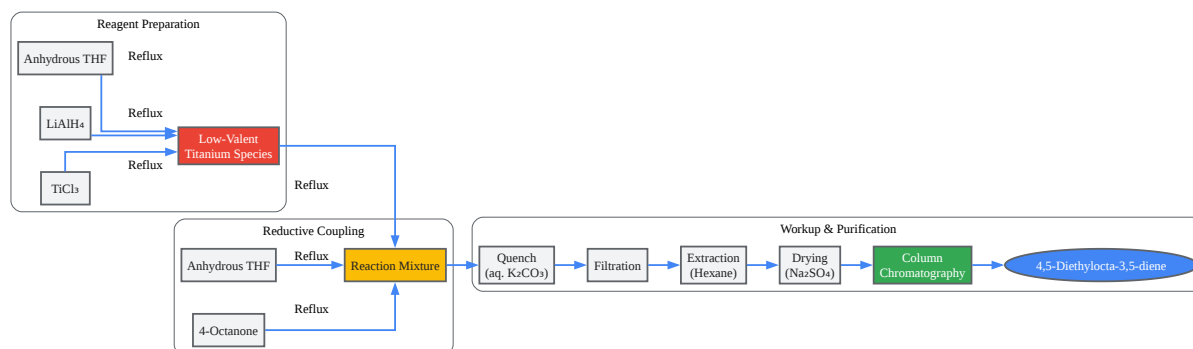 Reagent Preparation
Anhydrous THF
Reflux
LiAlH₄
Reflux
Low-Valent
Titanium Species
Reflux
TiCl₃
Reflux
Reductive Coupling
Anhydrous THF
Reflux
Reaction Mixture
Reflux
4-Octanone
Workup & Purification
Quench
(aq. K₂CO₃)
Filtration
Extraction
(Hexane)
Drying
(Na₂SO₄)
Column
Chromatography
4,5-Diethylocta-3,5-diene